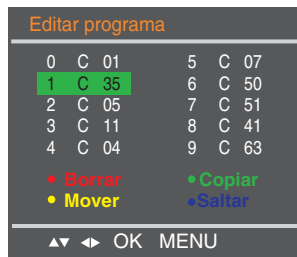 Editar programa
0 C 01 5 C 07
1 C 35 6 C 50
2 C 05 7 C 51
3 C 11 8 C 41
4 C 04 9 C 63
• Borrar • Copiar
• Mover • Saltar
▲▼ ◀▶ OK MENU